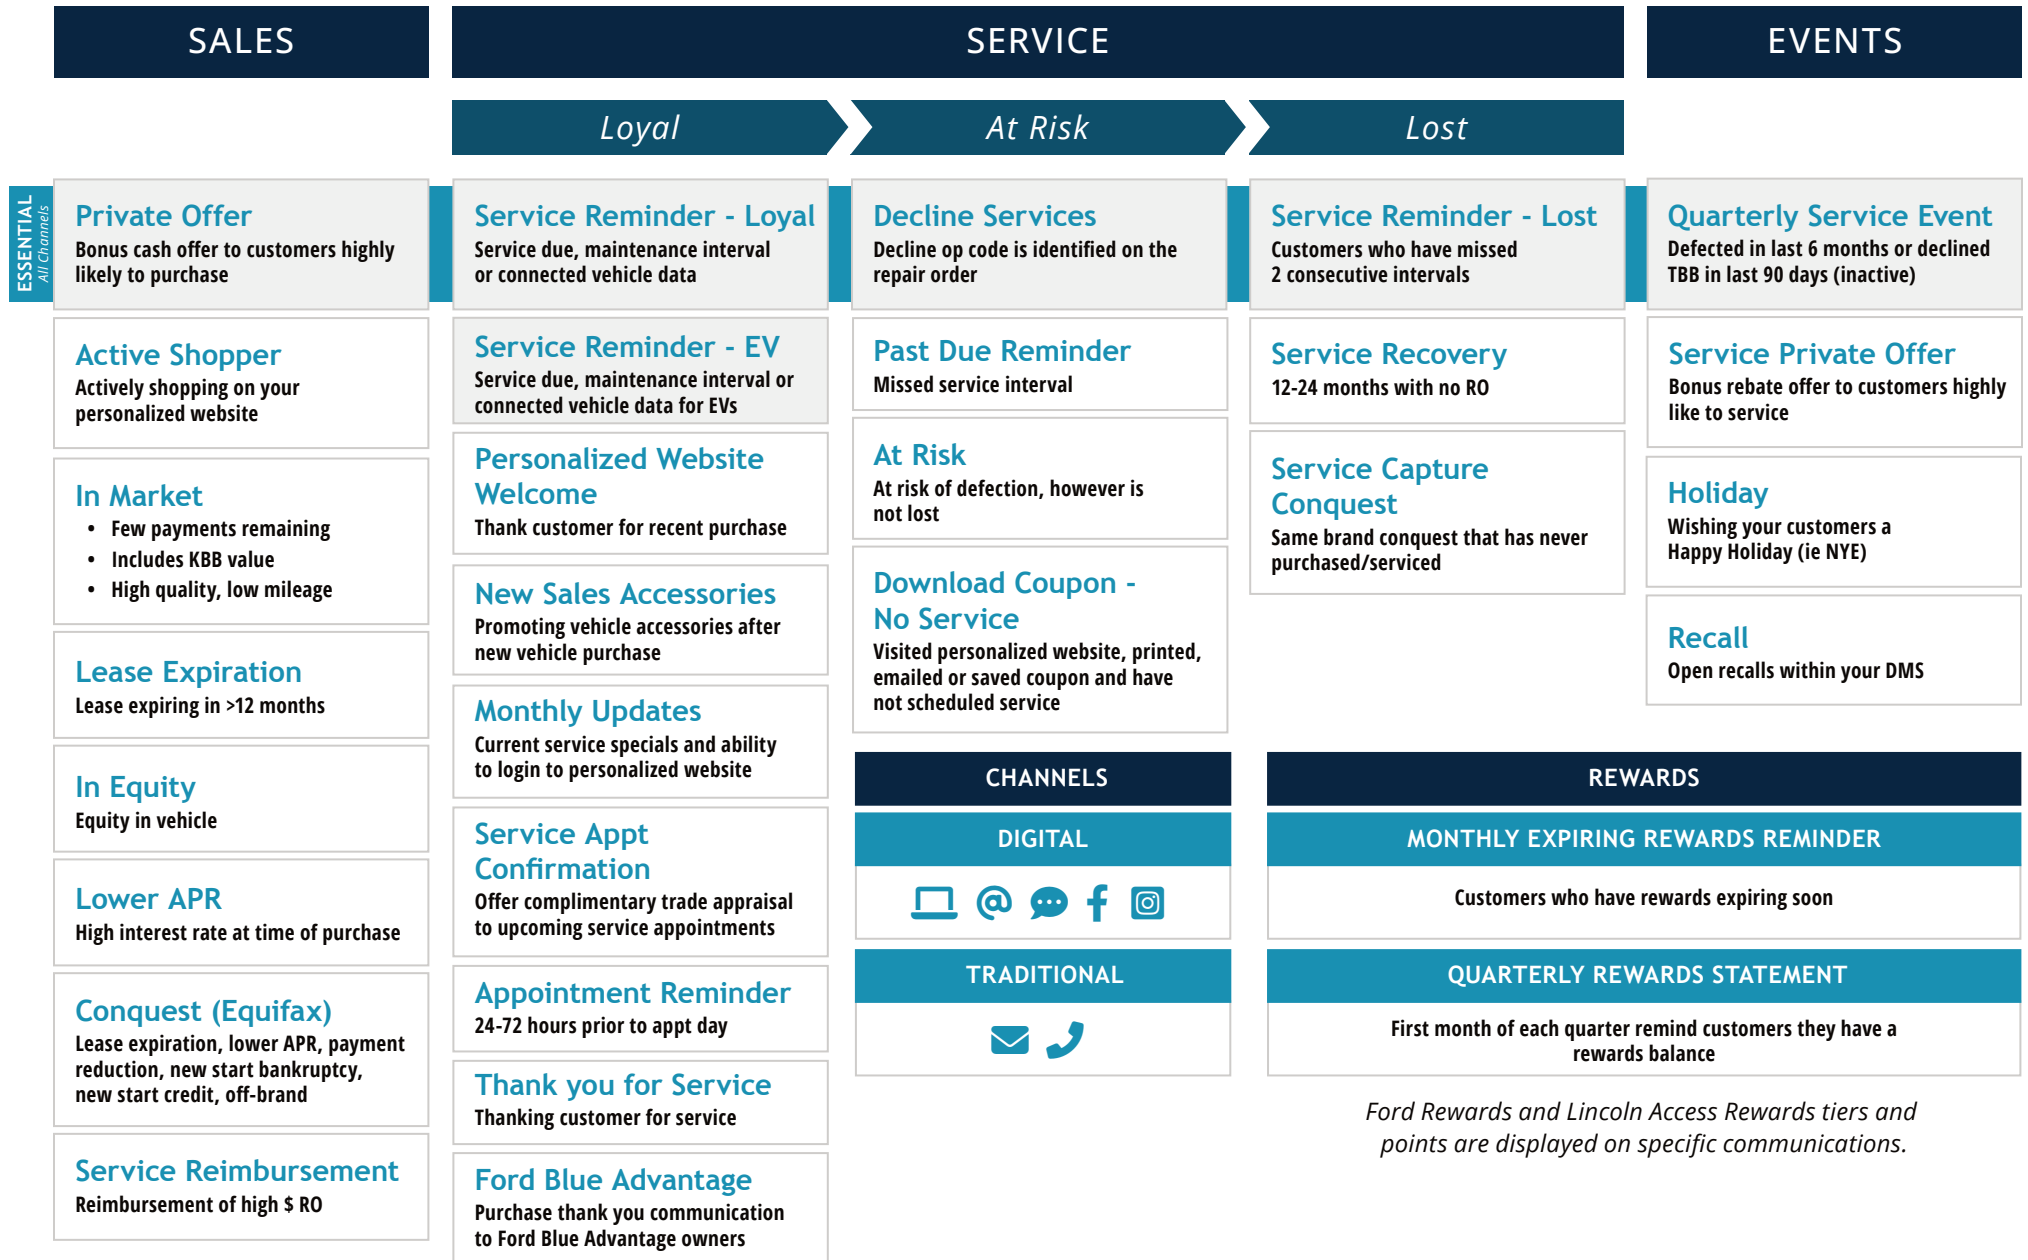 SALES
SERVICE
EVENTS
Loyal
At Risk
Lost
ESSENTIAL
All Channels
Private Offer
Bonus cash offer to customers highly
likely to purchase
Active Shopper
Actively shopping on your
personalized website
In Market
• Few payments remaining
• Includes KBB value
• High quality, low mileage
Lease Expiration
Lease expiring in >12 months
In Equity
Equity in vehicle
Lower APR
High interest rate at time of purchase
Conquest (Equifax)
Lease expiration, lower APR, payment
reduction, new start bankruptcy,
new start credit, off-brand
Service Reimbursement
Reimbursement of high $ RO
Service Reminder - Loyal
Service due, maintenance interval
or connected vehicle data
Service Reminder - EV
Service due, maintenance interval or
connected vehicle data for EVs
Personalized Website
Welcome
Thank customer for recent purchase
New Sales Accessories
Promoting vehicle accessories after
new vehicle purchase
Monthly Updates
Current service specials and ability
to login to personalized website
Service Appt
Confirmation
Offer complimentary trade appraisal
to upcoming service appointments
Appointment Reminder
24-72 hours prior to appt day
Thank you for Service
Thanking customer for service
Ford Blue Advantage
Purchase thank you communication
to Ford Blue Advantage owners
Decline Services
Decline op code is identified on the
repair order
Past Due Reminder
Missed service interval
At Risk
At risk of defection, however is
not lost
Download Coupon -
No Service
Visited personalized website, printed,
emailed or saved coupon and have
not scheduled service
Service Reminder - Lost
Customers who have missed
2 consecutive intervals
Service Recovery
12-24 months with no RO
Service Capture
Conquest
Same brand conquest that has never
purchased/serviced
Quarterly Service Event
Defected in last 6 months or declined
TBB in last 90 days (inactive)
Service Private Offer
Bonus rebate offer to customers highly
like to service
Holiday
Wishing your customers a
Happy Holiday (ie NYE)
Recall
Open recalls within your DMS
CHANNELS
DIGITAL
TRADITIONAL
REWARDS
MONTHLY EXPIRING REWARDS REMINDER
Customers who have rewards expiring soon
QUARTERLY REWARDS STATEMENT
First month of each quarter remind customers they have a
rewards balance
Ford Rewards and Lincoln Access Rewards tiers and
points are displayed on specific communications.